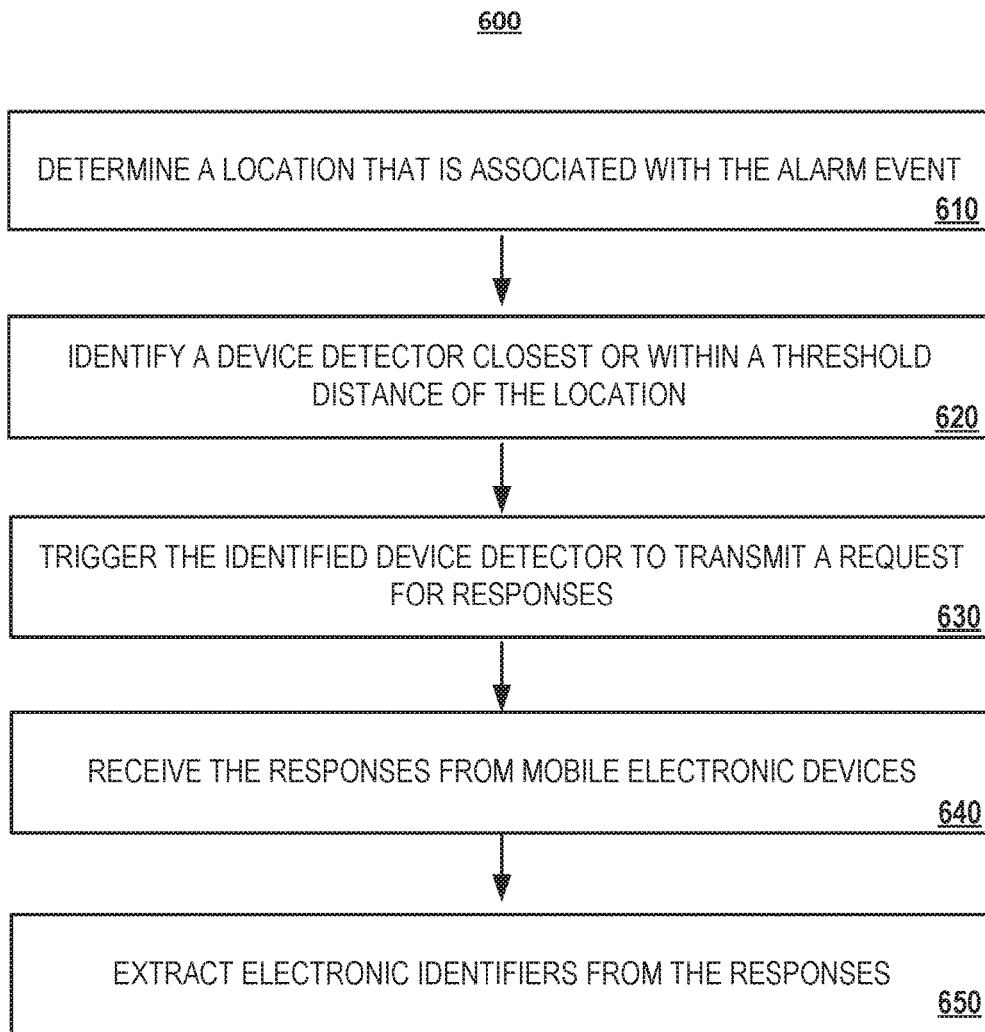 600
DETERMINE A LOCATION THAT IS ASSOCIATED WITH THE ALARM EVENT
610
IDENTIFY A DEVICE DETECTOR CLOSEST OR WITHIN A THRESHOLD
DISTANCE OF THE LOCATION
620
TRIGGER THE IDENTIFIED DEVICE DETECTOR TO TRANSMIT A REQUEST
FOR RESPONSES
630
RECEIVE THE RESPONSES FROM MOBILE ELECTRONIC DEVICES
640
EXTRACT ELECTRONIC IDENTIFIERS FROM THE RESPONSES
650